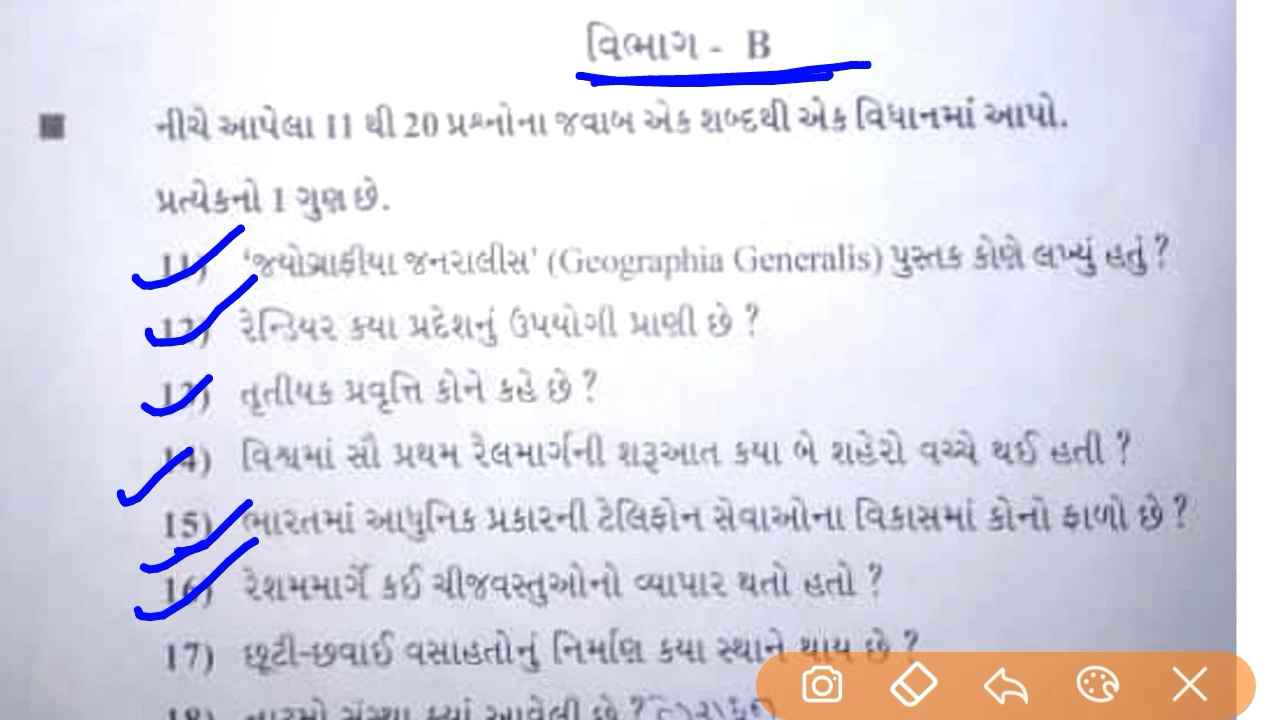 વિભાગ - B
નીચે આપેલા 11 થી 20 પ્રશ્નોના જવાબ એક શબ્દથી એક વિધાનમાં આપો.
પ્રત્યેકનો 1 ગુણ છે.
11) 'જ્યોગ્રાફીયા જનરાલીસ' (Geographia Generalis) પુસ્તક કોણે લખ્યું હતું ?
12) રેન્ડિયર કયા પ્રદેશનું ઉપયોગી પ્રાણી છે ?
13) તૃતીયક પ્રવૃત્તિ કોને કહે છે ?
14) વિશ્વમાં સૌ પ્રથમ રેલમાર્ગની શરૂઆત કયા બે શહેરો વચ્ચે થઈ હતી ?
15) ભારતમાં આધુનિક પ્રકારની ટેલિફોન સેવાઓના વિકાસમાં કોનો ફાળો છે ?
16) રેશમમાર્ગે કઈ ચીજવસ્તુઓનો વ્યાપાર થતો હતો ?
17) છૂટી-છવાઈ વસાહતોનું નિર્માણ કયા સ્થાને થાય છે ?
18) સંસ્થા ક્યાં આવેલી છે ?